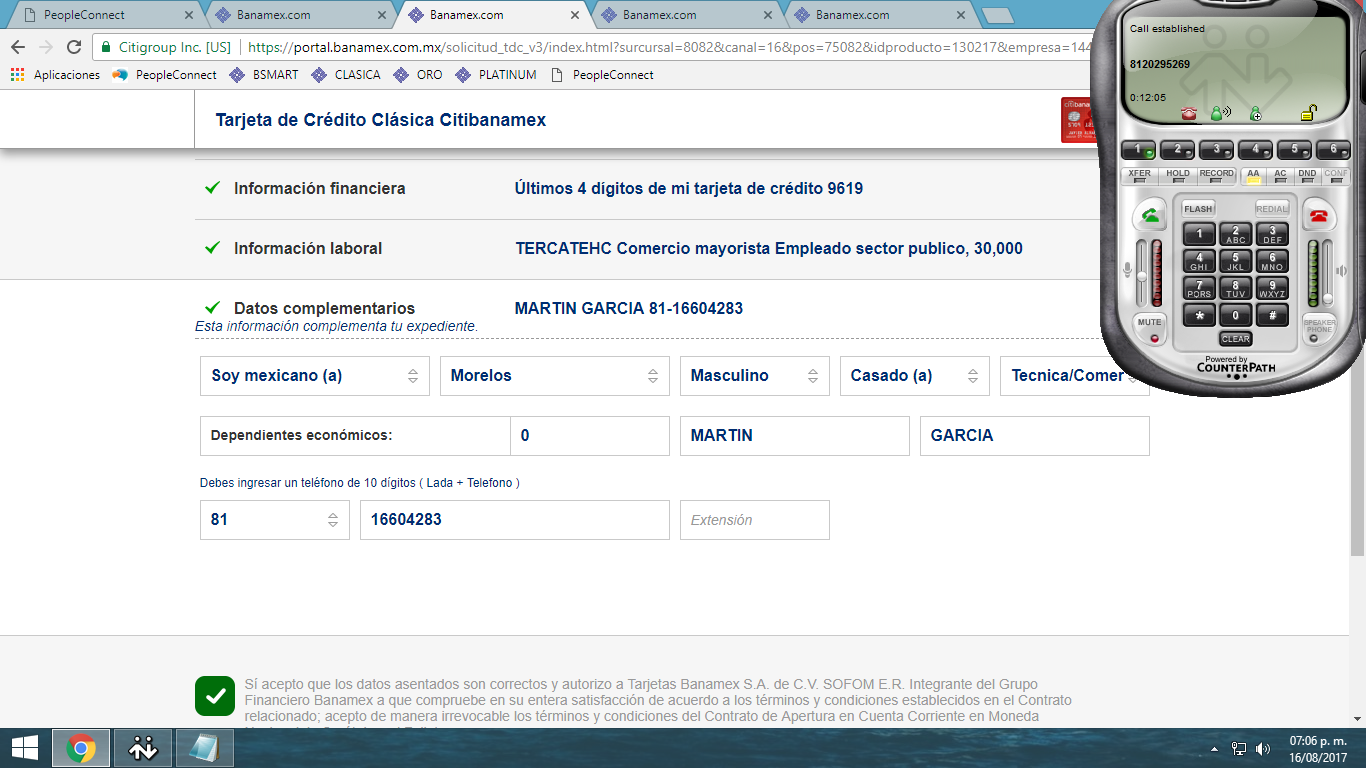 PeopleConnect
Banamex.com
Banamex.com
Banamex.com
Banamex.com
Citigroup Inc. [US] https://portal.banamex.com.mx/solicitud_tdc_v3/index.html?surcursal=8082&canal=16&pos=75082&idproducto=130217&empresa=144
Aplicaciones PeopleConnect BSMART CLASICA ORO PLATINUM PeopleConnect
Tarjeta de Crédito Clásica Citibanamex
Información financiera Últimos 4 dígitos de mi tarjeta de crédito 9619
Información laboral TERCATEHC Comercio mayorista Empleado sector publico, 30,000
Datos complementarios MARTIN GARCIA 81-16604283
Esta información complementa tu expediente.
Soy mexicano (a) Morelos Masculino Casado (a) Tecnica/Comer
Dependientes económicos: 0 MARTIN GARCIA
Debes ingresar un teléfono de 10 dígitos ( Lada + Telefono )
81 16604283 Extensión
Sí acepto que los datos asentados son correctos y autorizo a Tarjetas Banamex S.A. de C.V. SOFOM E.R. Integrante del Grupo
Financiero Banamex a que compruebe en su entera satisfacción de acuerdo a los términos y condiciones establecidos en el Contrato
relacionado; acepto de manera irrevocable los términos y condiciones del Contrato de Apertura en Cuenta Corriente en Moneda
Call established
8120295269
0:12:05
1 2 3 4 5 6
XFER HOLD RECORD AA AC DND CONF
FLASH REDIAL
1 2 ABC 3 DEF
4 GHI 5 JKL 6 MNO
7 PQRS 8 TUV 9 WXYZ
* 0 #
MUTE CLEAR SPEAKER PHONE
Powered by
COUNTERPATH
07:06 p. m.
16/08/2017